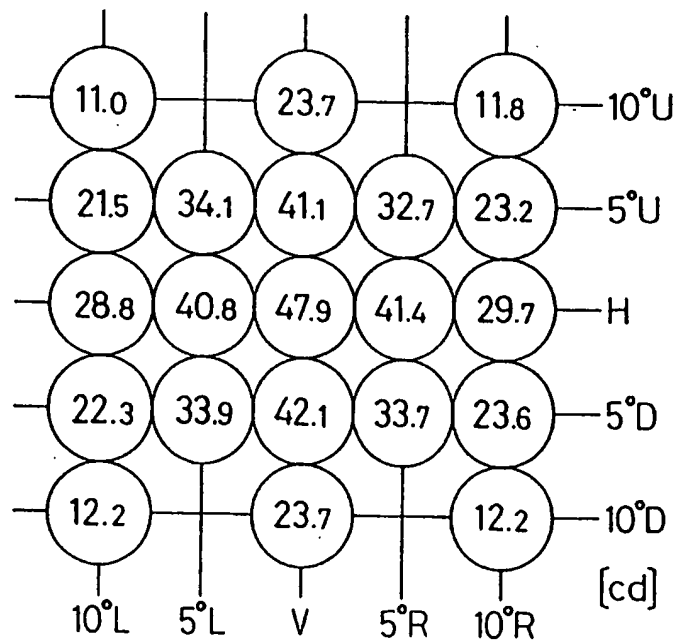 11.0 23.7 11.8 10°U
21.5 34.1 41.1 32.7 23.2 5°U
28.8 40.8 47.9 41.4 29.7 H
22.3 33.9 42.1 33.7 23.6 5°D
12.2 23.7 12.2 10°D
[cd]
10°L 5°L V 5°R 10°R